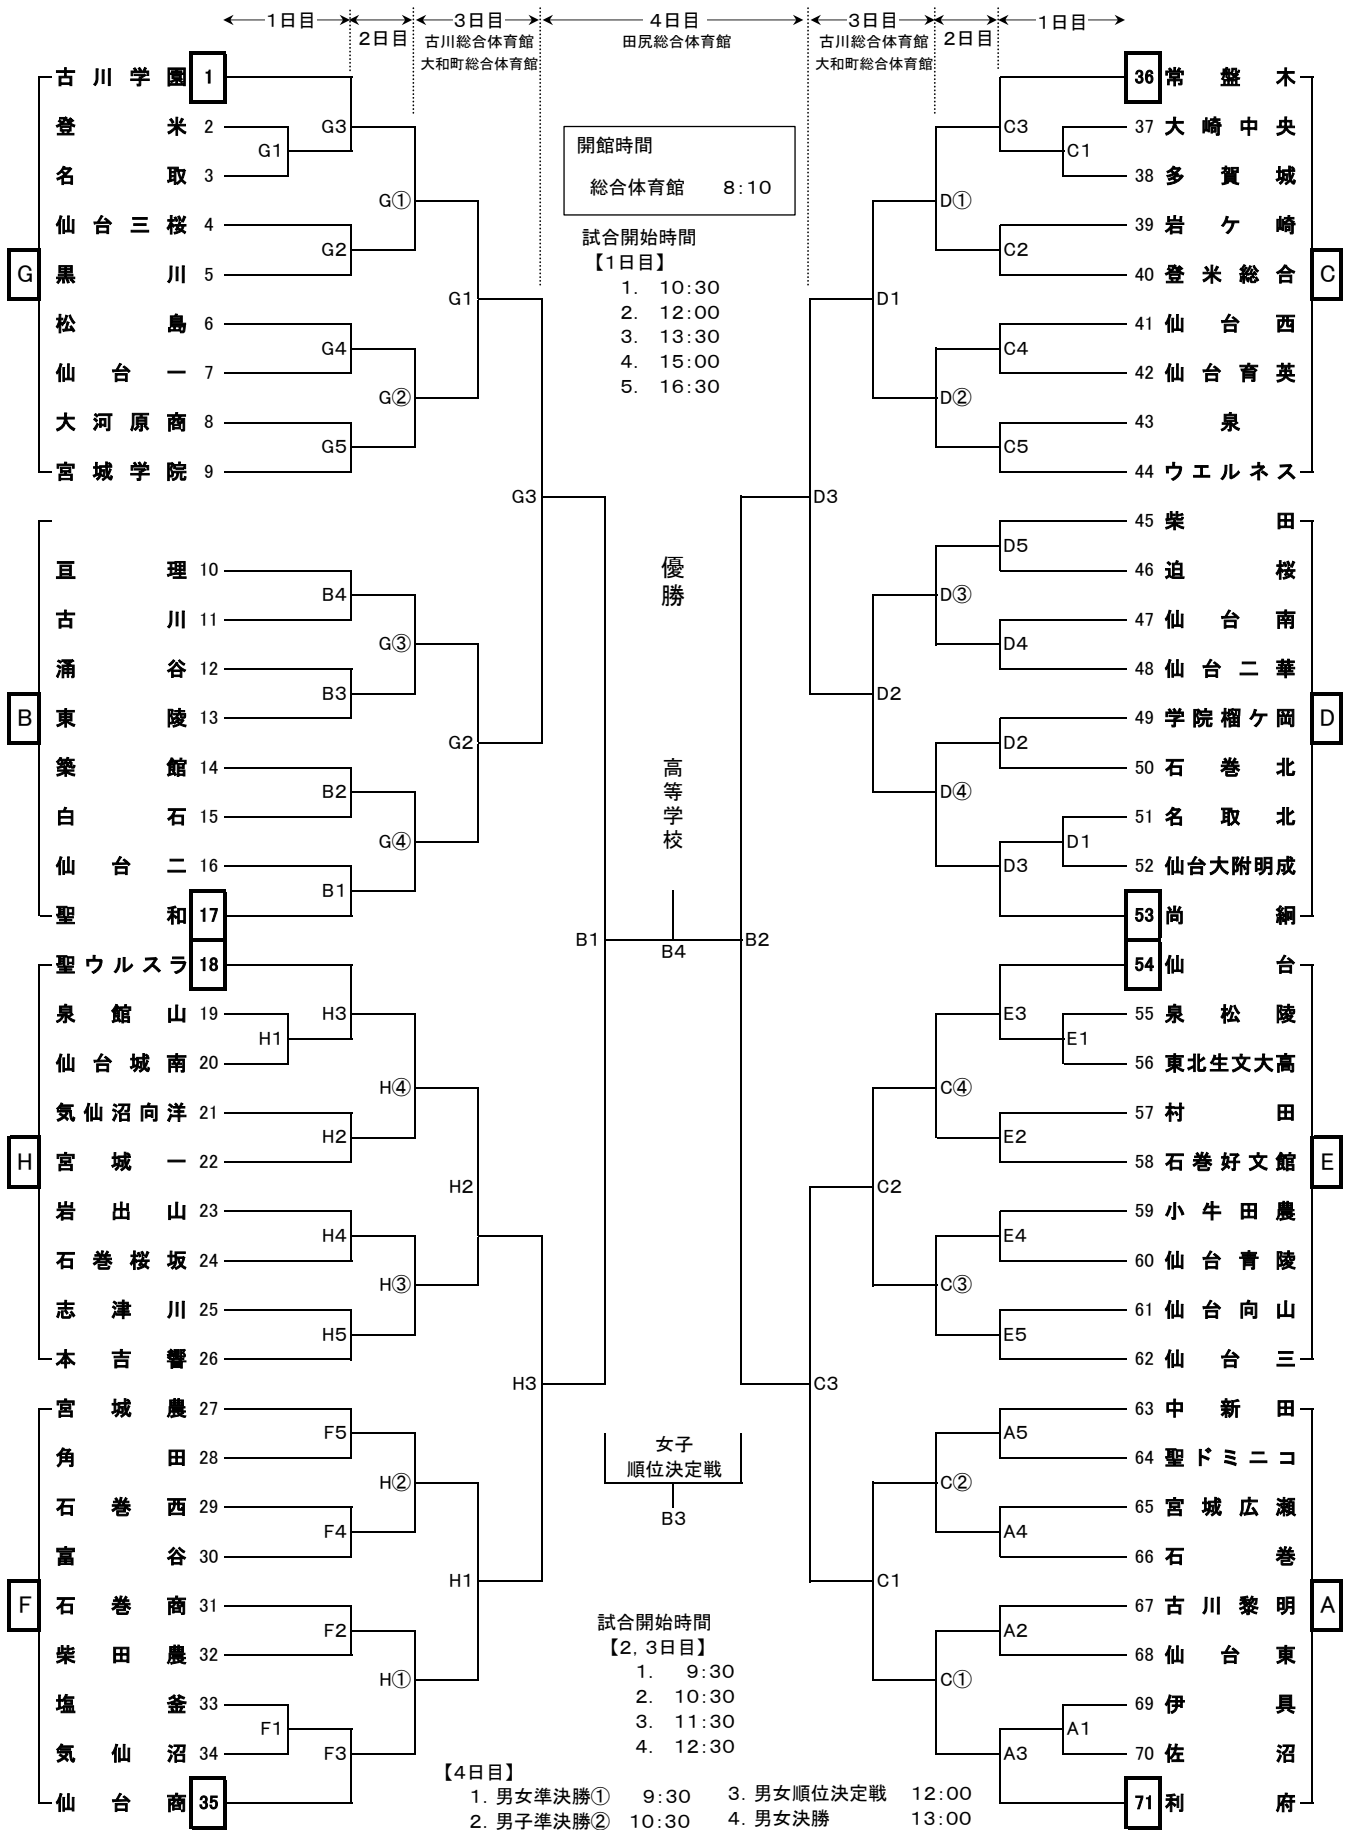 1日目 2日目 3日目 4日目 3日目 2日目 1日目
古川総合体育館 田尻総合体育館 古川総合体育館
大和町総合体育館 大和町総合体育館
開館時間
総合体育館 8:10
試合開始時間
【1日目】
1. 10:30
2. 12:00
3. 13:30
4. 15:00
5. 16:30
G
古川学園 1
登米 2
名取 3
仙台三桜 4
黒川 5
松島 6
仙台一 7
大河原商 8
宮城学院 9
G1
G3
G2
G4
G5
G①
G②
G1
B
亘理 10
古川 11
涌谷 12
東陵 13
築館 14
白石 15
仙台二 16
聖和 17
B4
B3
B2
B1
G③
G④
G2
G3
H
聖ウルスラ 18
泉館山 19
仙台城南 20
気仙沼向洋 21
宮城一 22
岩出山 23
石巻桜坂 24
志津川 25
本吉響 26
H1
H3
H2
H4
H5
H④
H③
H2
F
宮城農 27
角田 28
石巻西 29
富谷 30
石巻商 31
柴田農 32
塩釜 33
気仙沼 34
仙台商 35
F5
F4
F2
F1
F3
H②
H①
H1
H3
優勝
高等学校
B1 B4 B2
女子
順位決定戦
B3
C
36 常盤木
37 大崎中央
38 多賀城
39 岩ケ崎
40 登米総合
41 仙台西
42 仙台育英
43 泉
44 ウエルネス
C3
C1
C2
C4
C5
D①
D②
D1
D
45 柴田
46 迫桜
47 仙台南
48 仙台二華
49 学院榴ケ岡
50 石巻北
51 名取北
52 仙台大附明成
53 尚絅
D5
D4
D2
D1
D3
D③
D④
D2
D3
E
54 仙台
55 泉松陵
56 東北生文大高
57 村田
58 石巻好文館
59 小牛田農
60 仙台青陵
61 仙台向山
62 仙台三
E3
E1
E2
E4
E5
C④
C③
C2
A
63 中新田
64 聖ドミニコ
65 宮城広瀬
66 石巻
67 古川黎明
68 仙台東
69 伊具
70 佐沼
71 利府
A5
A4
A2
A1
A3
C②
C①
C1
C3
試合開始時間
【2,3日目】
1. 9:30
2. 10:30
3. 11:30
4. 12:30
【4日目】
1. 男女準決勝① 9:30 3. 男女順位決定戦 12:00
2. 男子準決勝② 10:30 4. 男女決勝 13:00